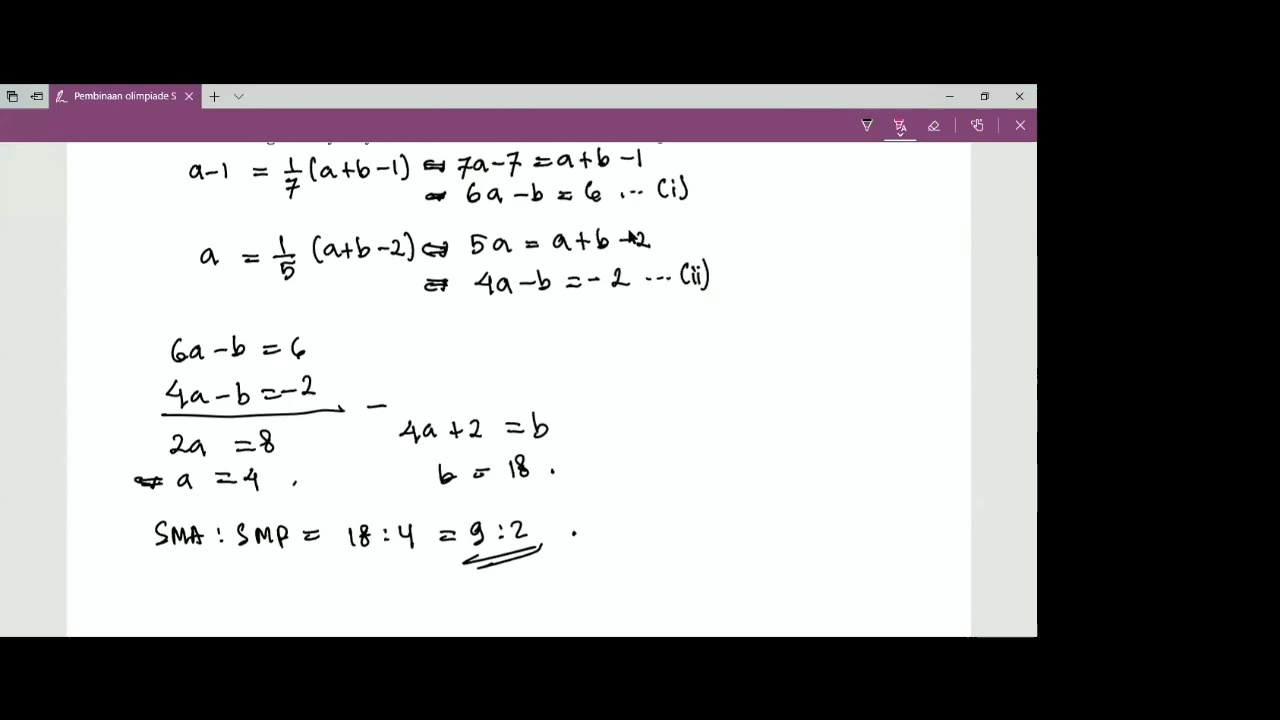 Pembinaan olimpiade S
a-1 = 1/7 (a+b-1) ⇔ 7a-7 = a+b-1
⇔ 6a-b = 6 ... (i)
a = 1/5 (a+b-2) ⇔ 5a = a+b-2
⇔ 4a-b = -2 ... (ii)
6a-b = 6
4a-b = -2
2a = 8
⇔ a = 4 .
4a+2 = b
b = 18 .
SMA : SMP = 18 : 4 = 9 : 2 .